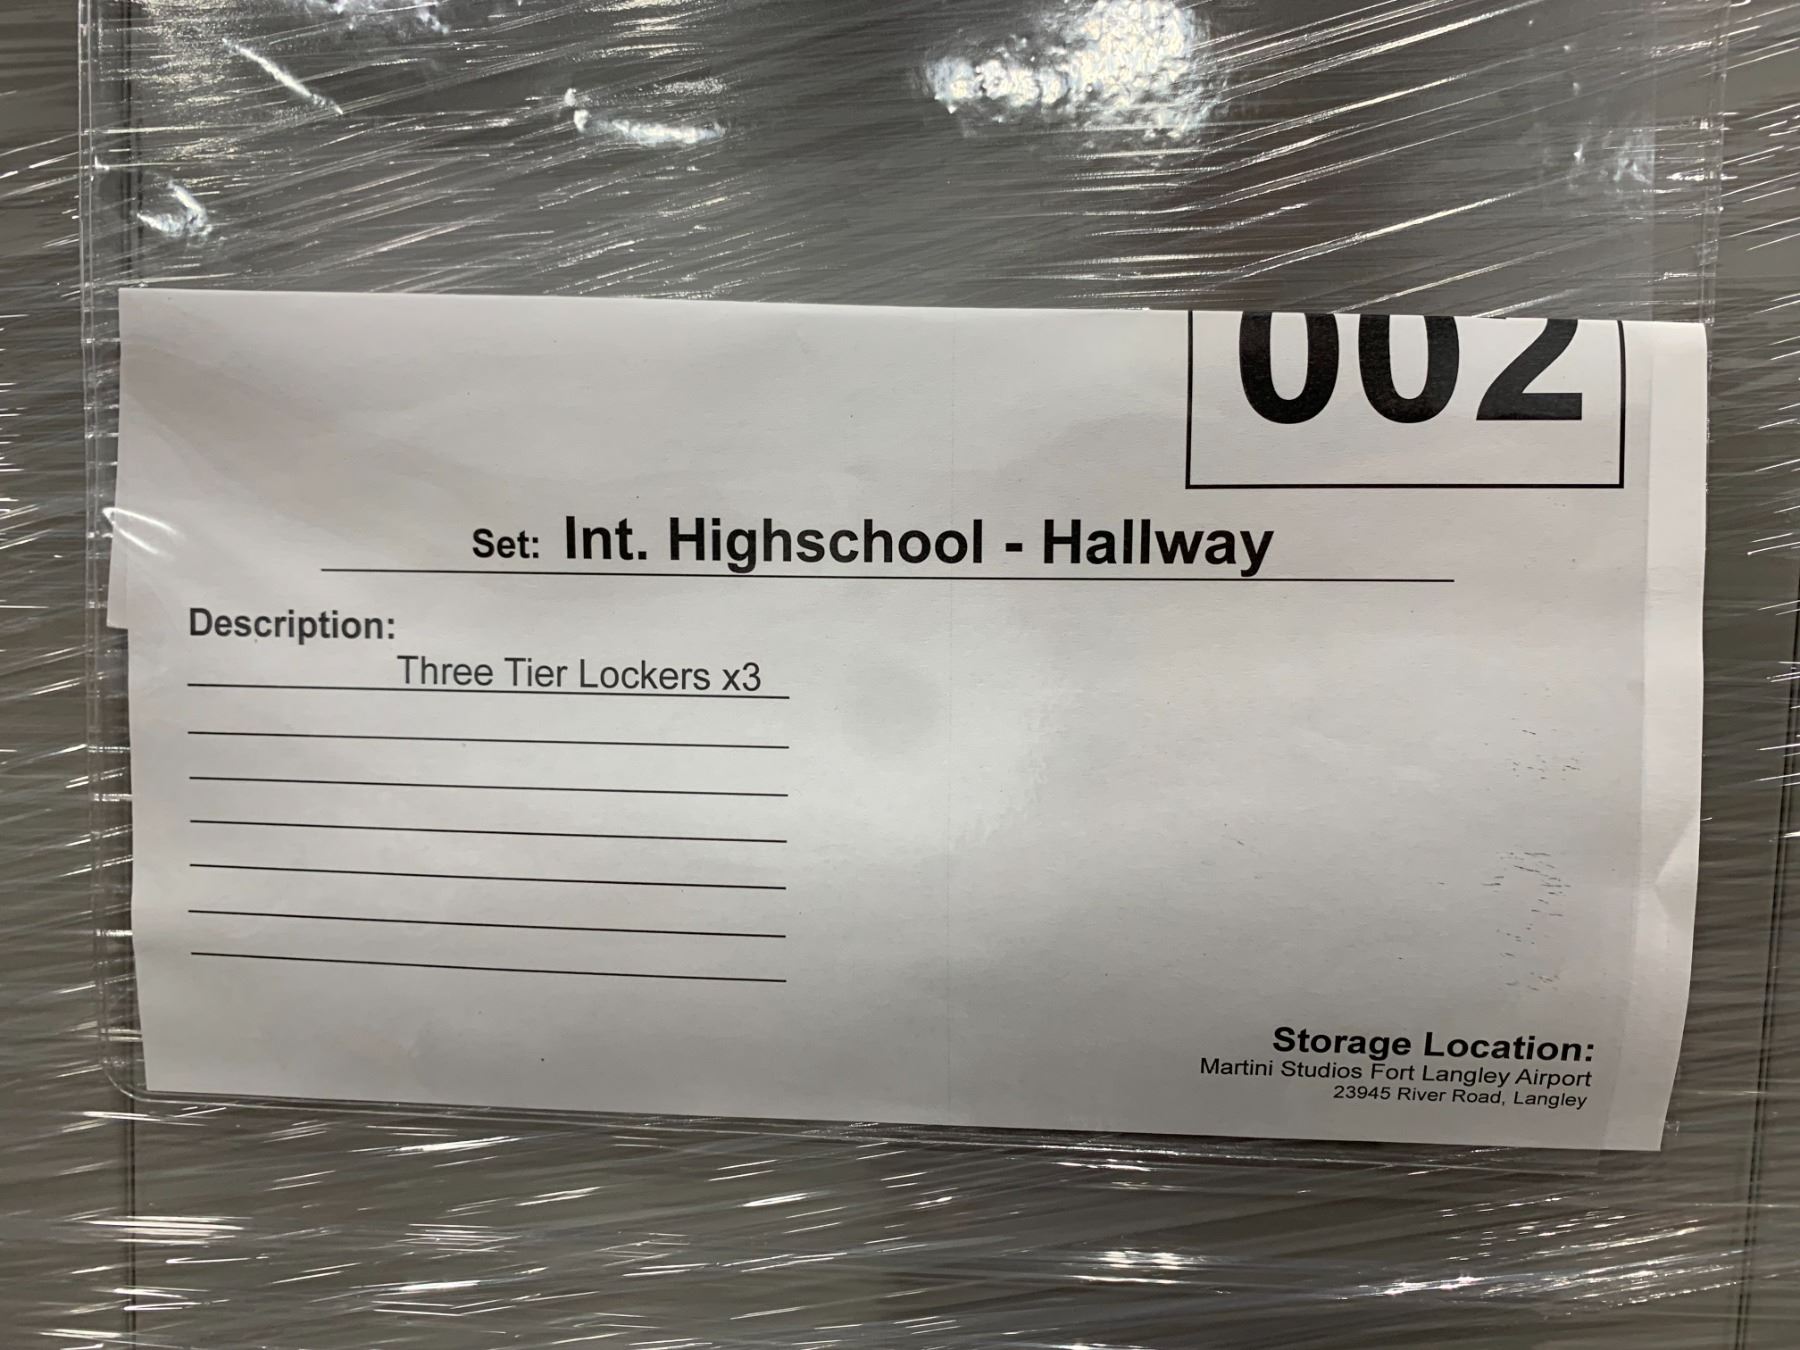 002
Set: Int. Highschool - Hallway
Description:
Three Tier Lockers x3
Storage Location:
Martini Studios Fort Langley Airport
23945 River Road, Langley